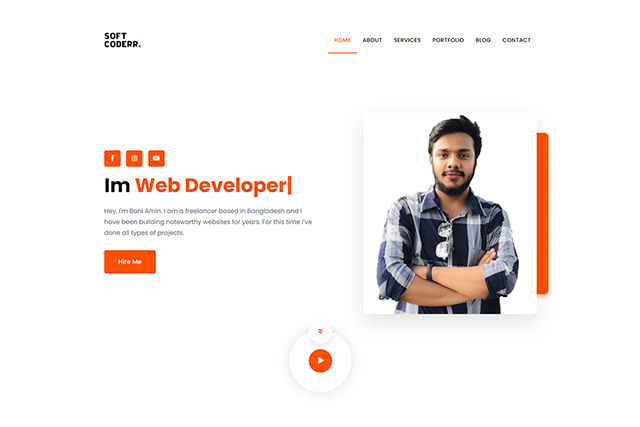 SOFT
CODERR.
HOME ABOUT SERVICES PORTFOLIO BLOG CONTACT
Im Web Developer|
Hey, I'm Bani Amin. I am a freelancer based in Bangladesh and I
have been building noteworthy websites for years. For this time I've
done all types of projects.
Hire Me